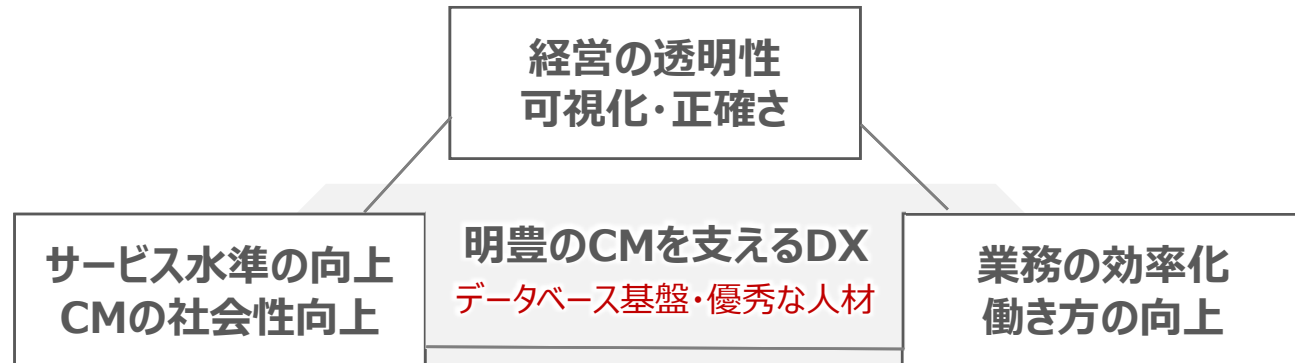 経営の透明性
可視化・正確さ
サービス水準の向上
CMの社会性向上
明豊のCMを支えるDX
データベース基盤・優秀な人材
業務の効率化
働き方の向上